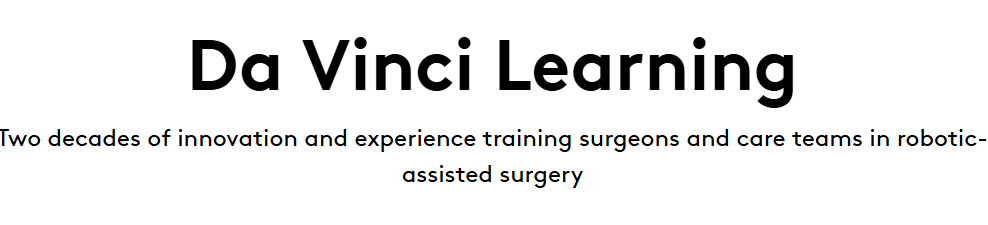 Da Vinci Learning
Two decades of innovation and experience training surgeons and care teams in robotic-
assisted surgery